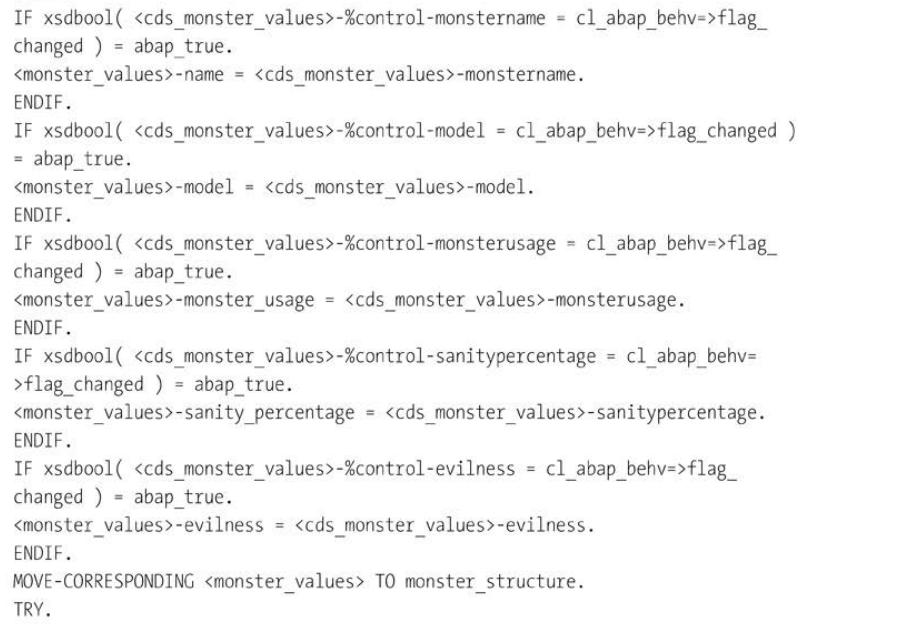 IF xsdbool( <cds_monster_values>-%control-monstername = cl_abap_behv=>flag_
changed ) = abap_true.
<monster_values>-name = <cds_monster_values>-monstername.
ENDIF.
IF xsdbool( <cds_monster_values>-%control-model = cl_abap_behv=>flag_changed )
= abap_true.
<monster_values>-model = <cds_monster_values>-model.
ENDIF.
IF xsdbool( <cds_monster_values>-%control-monsterusage = cl_abap_behv=>flag_
changed ) = abap_true.
<monster_values>-monster_usage = <cds_monster_values>-monsterusage.
ENDIF.
IF xsdbool( <cds_monster_values>-%control-sanitypercentage = cl_abap_behv=
>flag_changed ) = abap_true.
<monster_values>-sanity_percentage = <cds_monster_values>-sanitypercentage.
ENDIF.
IF xsdbool( <cds_monster_values>-%control-evilness = cl_abap_behv=>flag_
changed ) = abap_true.
<monster_values>-evilness = <cds_monster_values>-evilness.
ENDIF.
MOVE-CORRESPONDING <monster_values> TO monster_structure.
TRY.